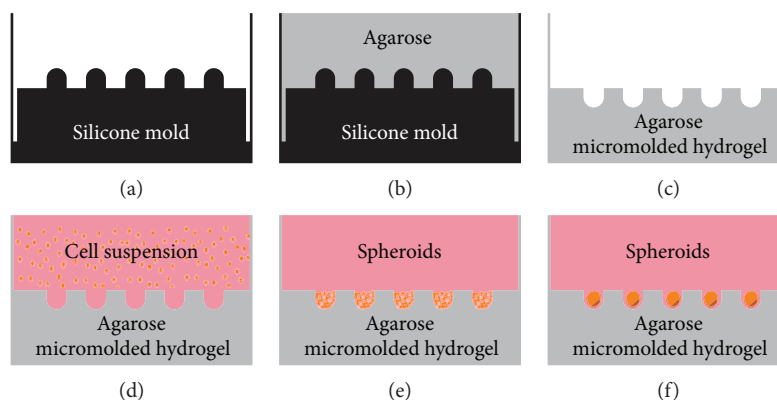 Silicone mold
(a)
Agarose
Silicone mold
(b)
Agarose
micromolded hydrogel
(c)
Cell suspension
Agarose
micromolded hydrogel
(d)
Spheroids
Agarose
micromolded hydrogel
(e)
Spheroids
Agarose
micromolded hydrogel
(f)